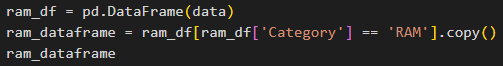 ram_df = pd.DataFrame(data)
ram_dataframe = ram_df[ram_df['Category'] == 'RAM'].copy()
ram_dataframe